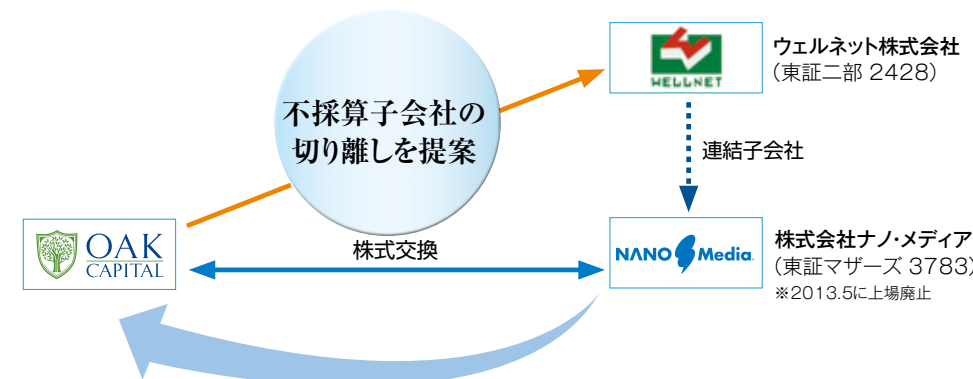 WELLNET
ウェルネット株式会社
（東証二部 2428）
不採算子会社の
切り離しを提案
連結子会社
OAK
CAPITAL
株式交換
NANO Media.
株式会社ナノ・メディア
（東証マザーズ 3783）
※2013.5に上場廃止